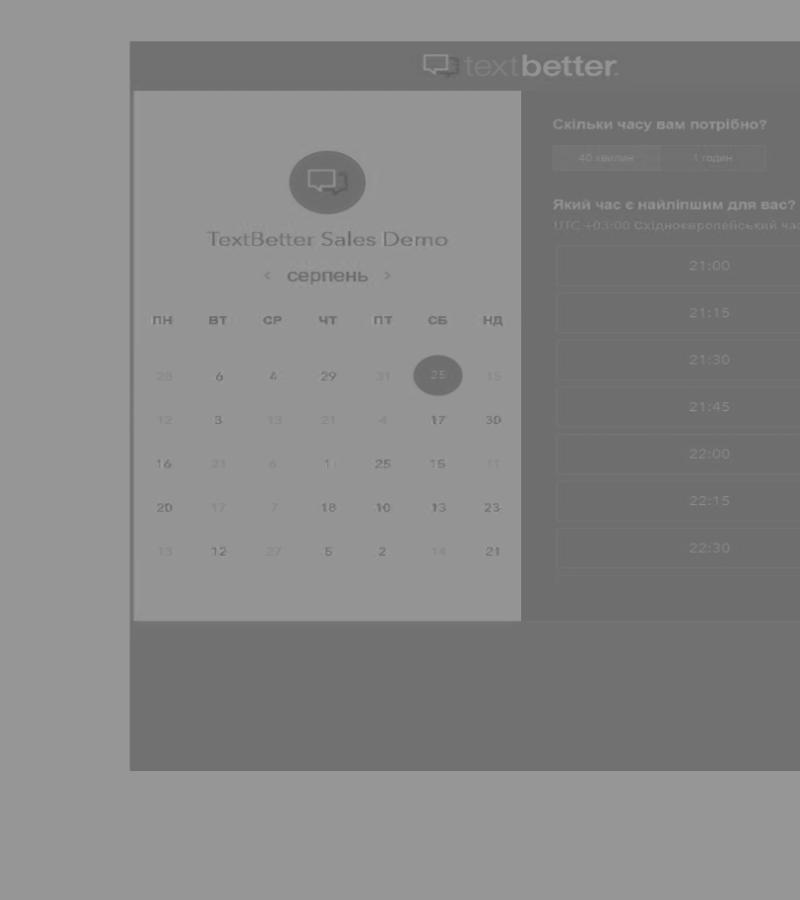 textbetter
TextBetter Sales Demo
‹ серпень ›
ПН ВТ СР ЧТ ПТ СБ НД
28 6 4 29 31 25 15
12 3 13 21 4 17 30
16 21 6 1 25 15 11
20 17 7 18 10 13 23
13 12 27 5 2 14 21
Скільки часу вам потрібно?
40 хвилин 1 годин
Який час є найліпшим для вас?
UTC +03:00 Східноєвропейський
21:00
21:15
21:30
21:45
22:00
22:15
22:30